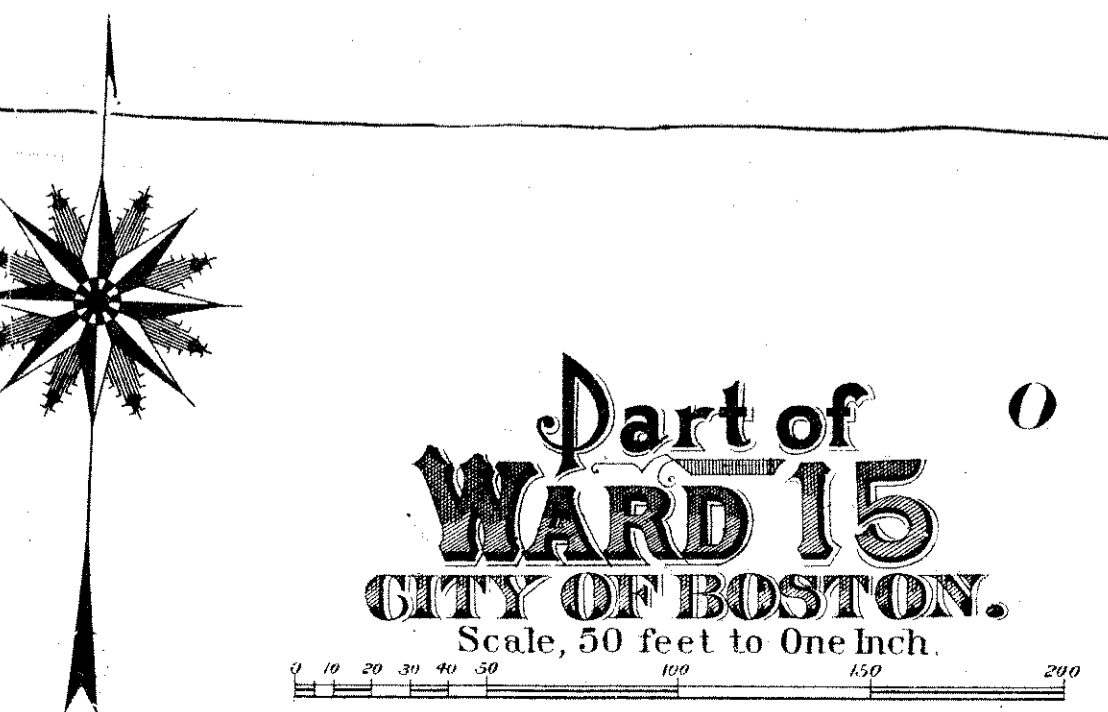 O
Part of
WARD 15
CITY OF BOSTON.
Scale, 50 feet to One Inch.
0 10 20 30 40 50 100 150 200